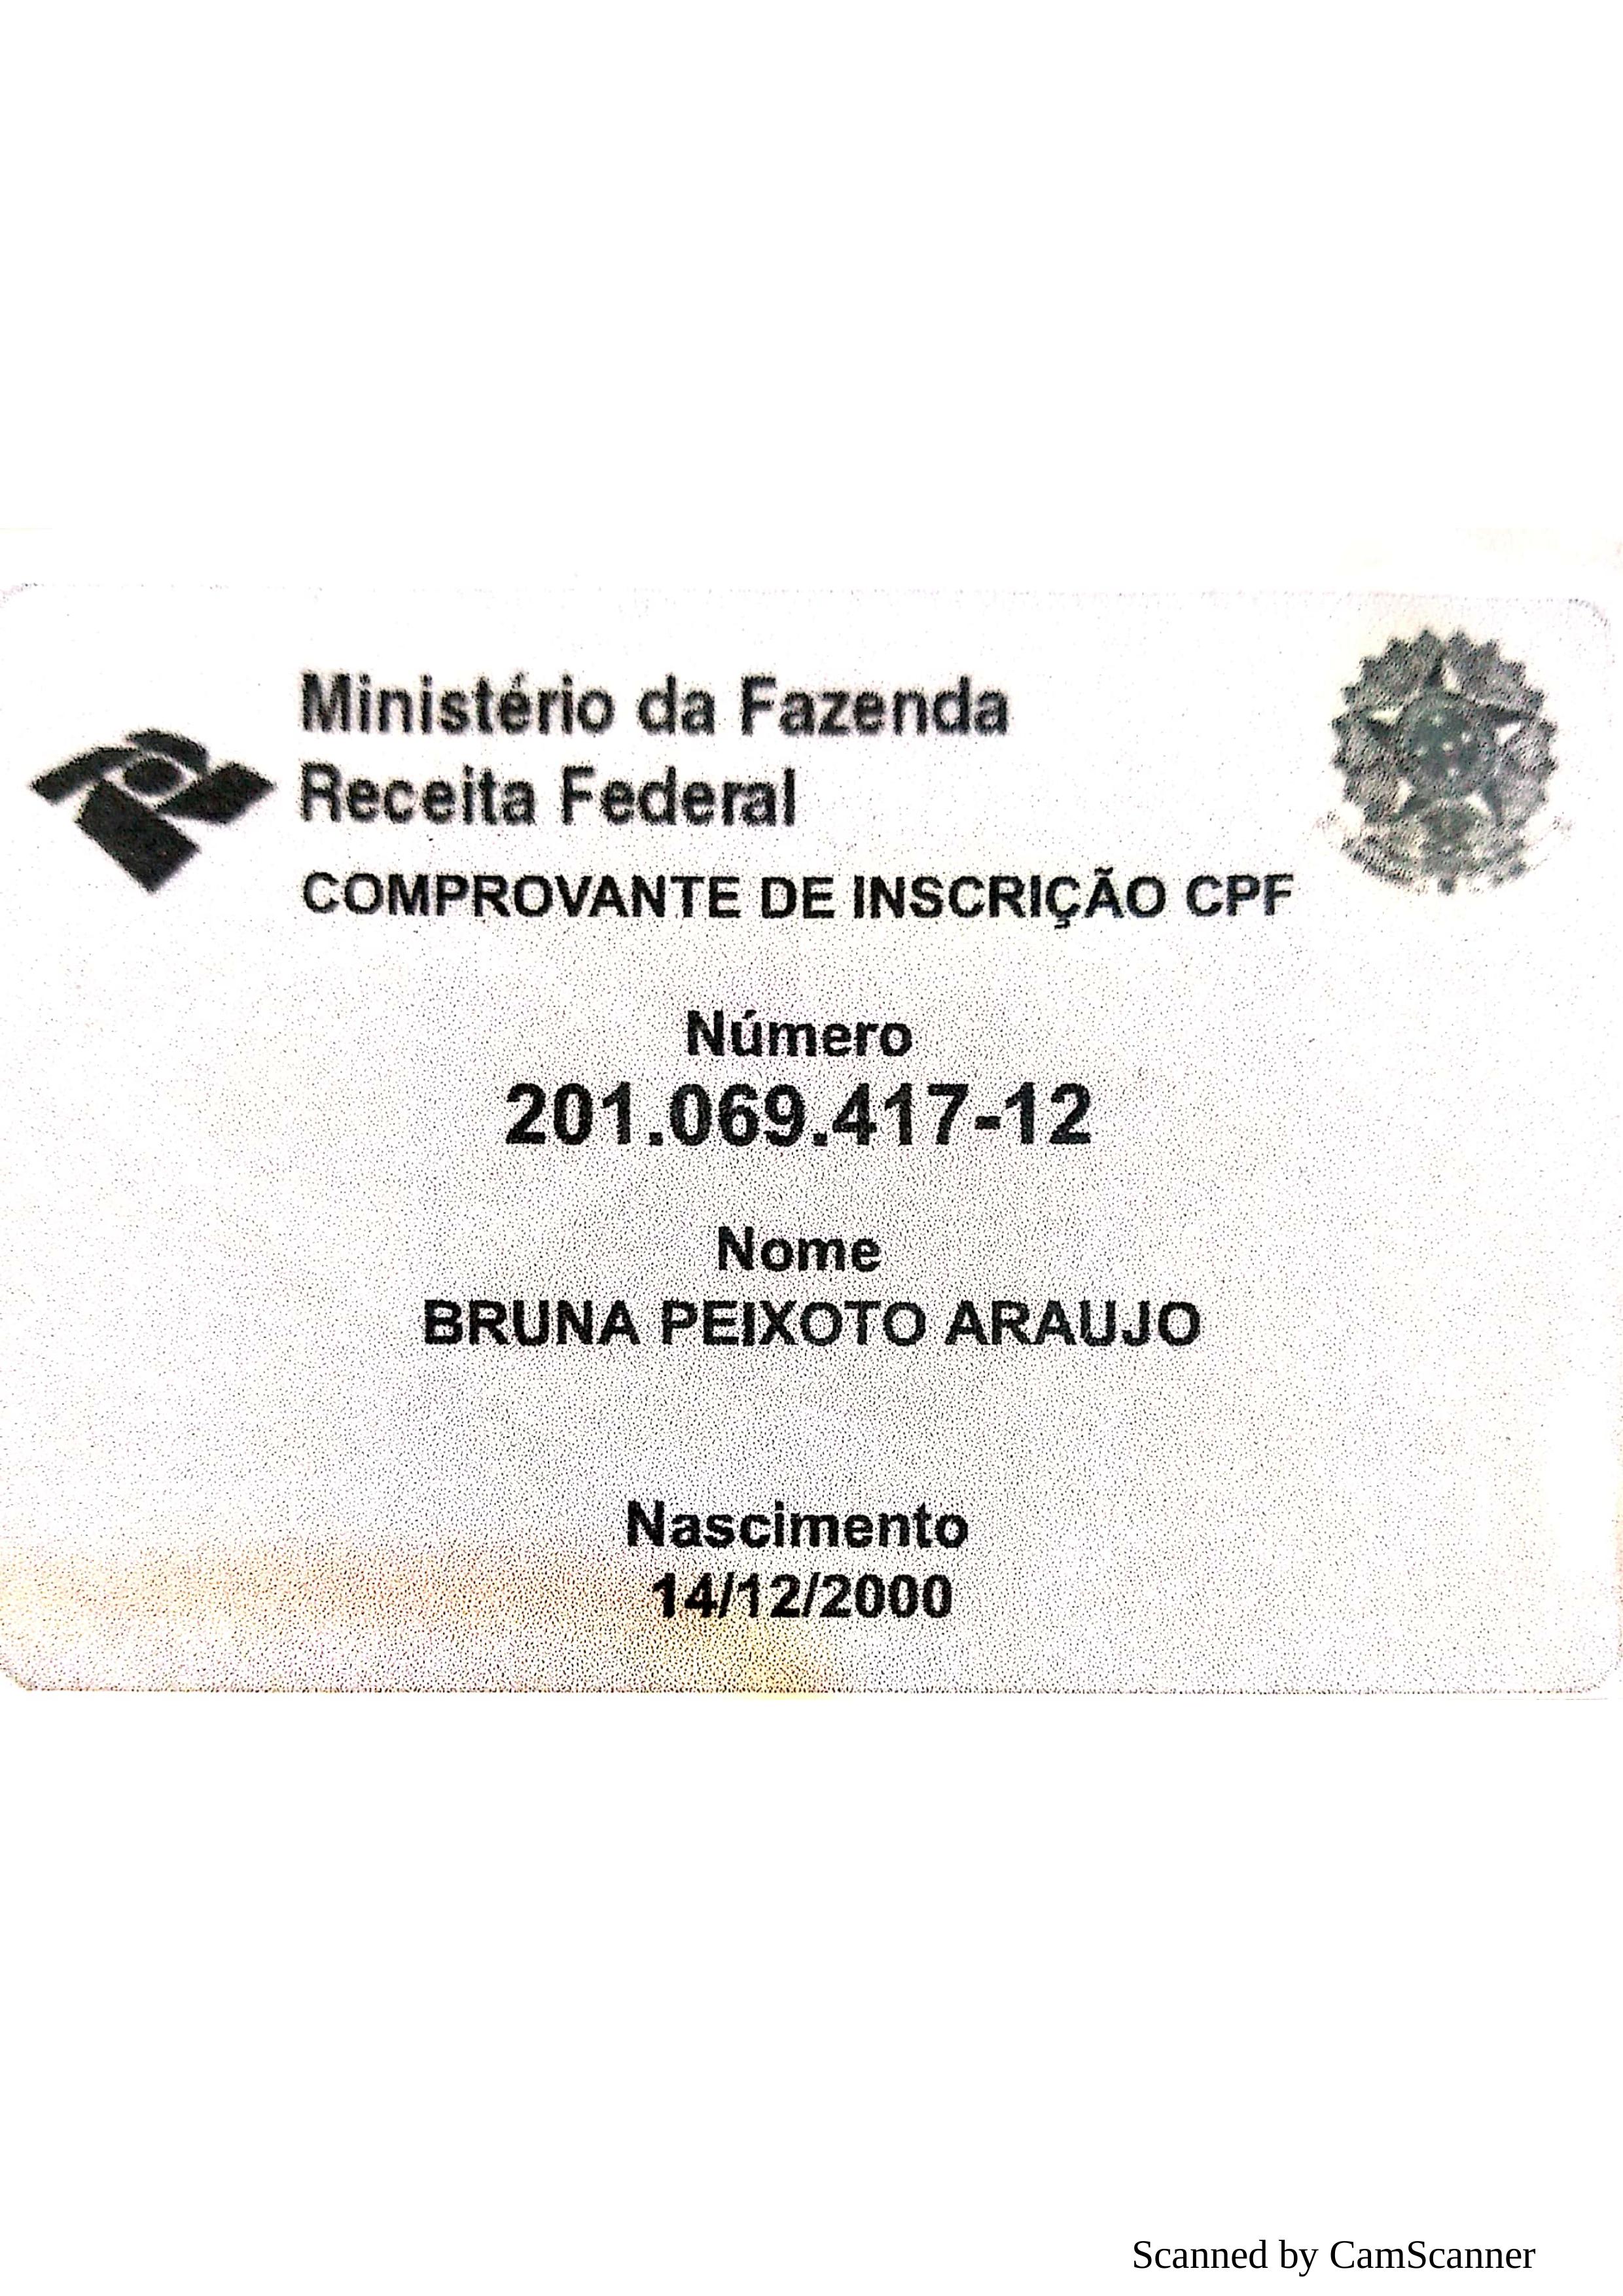 Ministério da Fazenda
Receita Federal
COMPROVANTE DE INSCRIÇÃO CPF
Número
201.069.417-12
Nome
BRUNA PEIXOTO ARAUJO
Nascimento
14/12/2000
Scanned by CamScanner